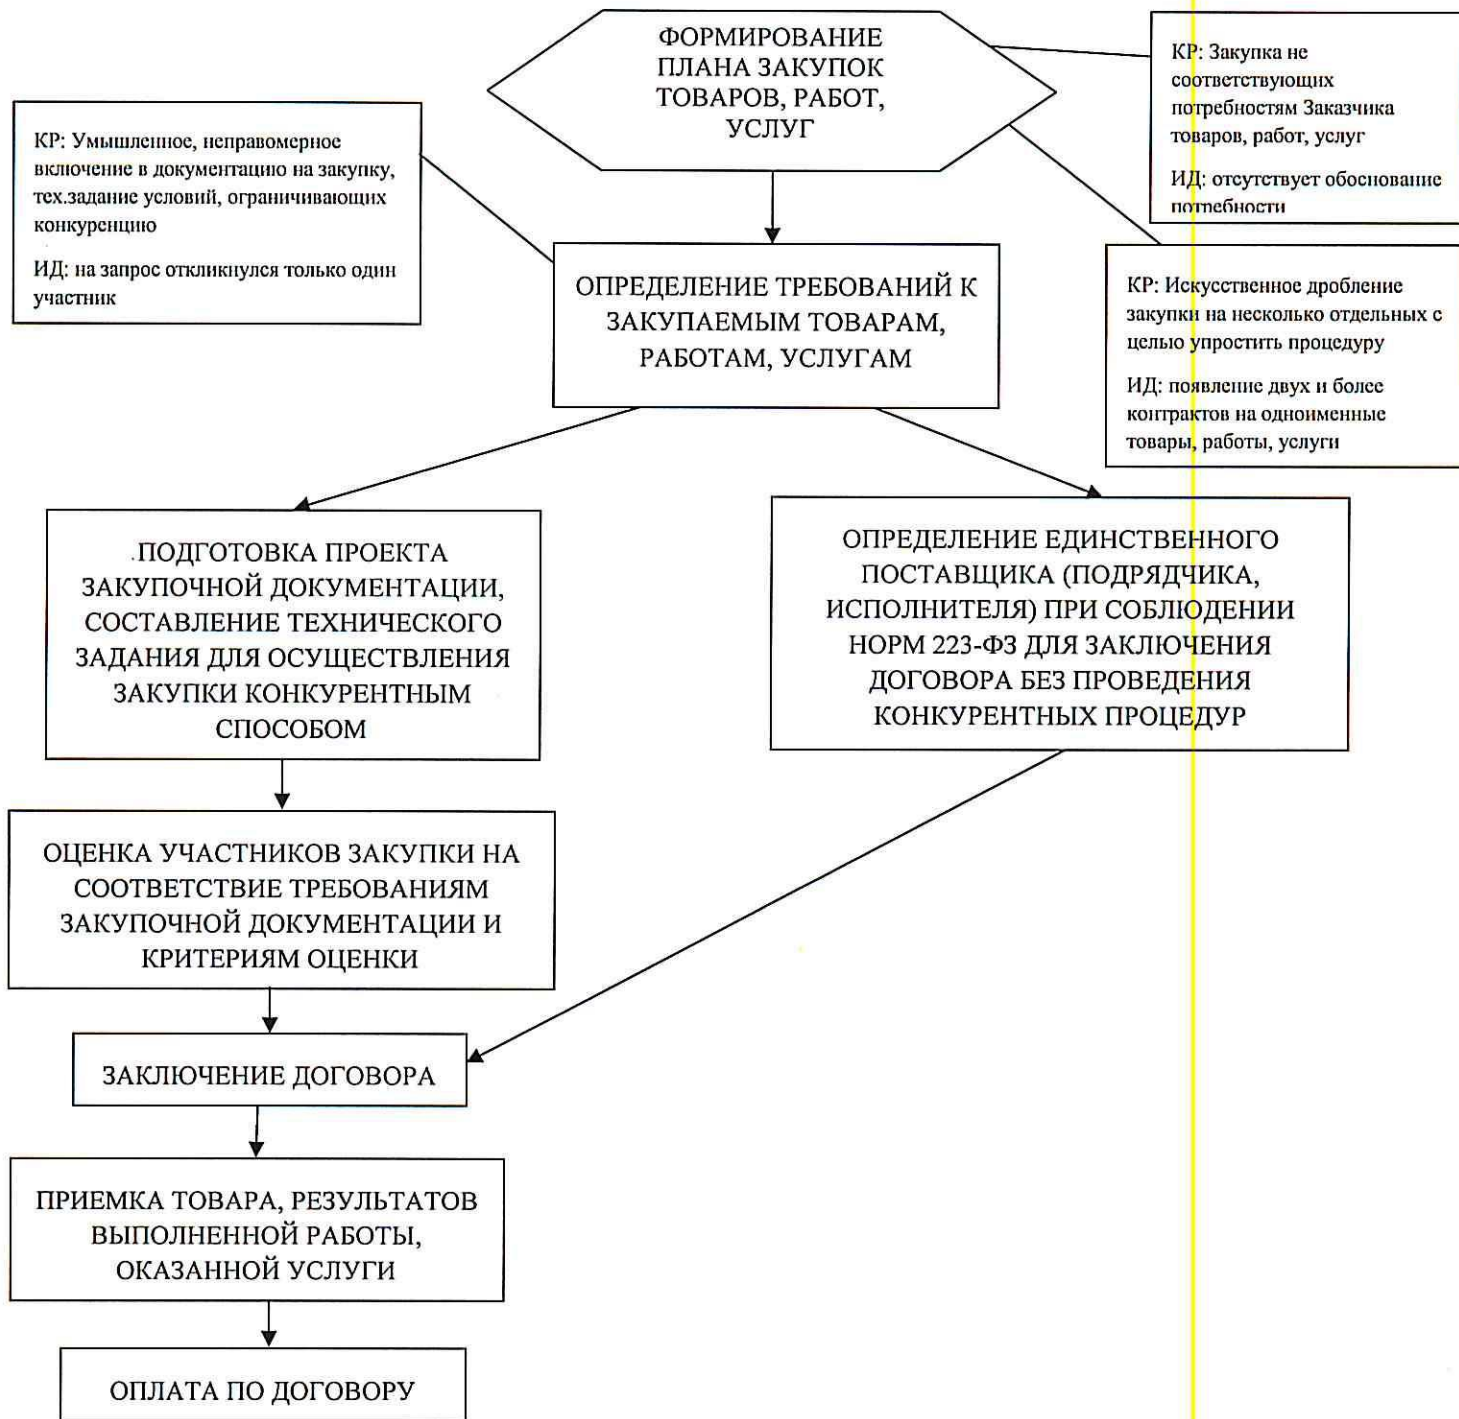 ФОРМИРОВАНИЕ
ПЛАНА ЗАКУПОК
ТОВАРОВ, РАБОТ,
УСЛУГ
КР: Закупка не
соответствующих
потребностям Заказчика
товаров, работ, услуг
ИД: отсутствует обоснование
потребности
КР: Умышленное, неправомерное
включение в документацию на закупку,
тех.задание условий, ограничивающих
конкуренцию
ИД: на запрос откликнулся только один
участник
ОПРЕДЕЛЕНИЕ ТРЕБОВАНИЙ К
ЗАКУПАЕМЫМ ТОВАРАМ,
РАБОТАМ, УСЛУГАМ
КР: Искусственное дробление
закупки на несколько отдельных с
целью упростить процедуру
ИД: появление двух и более
контрактов на одноименные
товары, работы, услуги
.ПОДГОТОВКА ПРОЕКТА
ЗАКУПОЧНОЙ ДОКУМЕНТАЦИИ,
СОСТАВЛЕНИЕ ТЕХНИЧЕСКОГО
ЗАДАНИЯ ДЛЯ ОСУЩЕСТВЛЕНИЯ
ЗАКУПКИ КОНКУРЕНТНЫМ
СПОСОБОМ
ОПРЕДЕЛЕНИЕ ЕДИНСТВЕННОГО
ПОСТАВЩИКА (ПОДРЯДЧИКА,
ИСПОЛНИТЕЛЯ) ПРИ СОБЛЮДЕНИИ
НОРМ 223-ФЗ ДЛЯ ЗАКЛЮЧЕНИЯ
ДОГОВОРА БЕЗ ПРОВЕДЕНИЯ
КОНКУРЕНТНЫХ ПРОЦЕДУР
ОЦЕНКА УЧАСТНИКОВ ЗАКУПКИ НА
СООТВЕТСТВИЕ ТРЕБОВАНИЯМ
ЗАКУПОЧНОЙ ДОКУМЕНТАЦИИ И
КРИТЕРИЯМ ОЦЕНКИ
ЗАКЛЮЧЕНИЕ ДОГОВОРА
ПРИЕМКА ТОВАРА, РЕЗУЛЬТАТОВ
ВЫПОЛНЕННОЙ РАБОТЫ,
ОКАЗАННОЙ УСЛУГИ
ОПЛАТА ПО ДОГОВОРУ